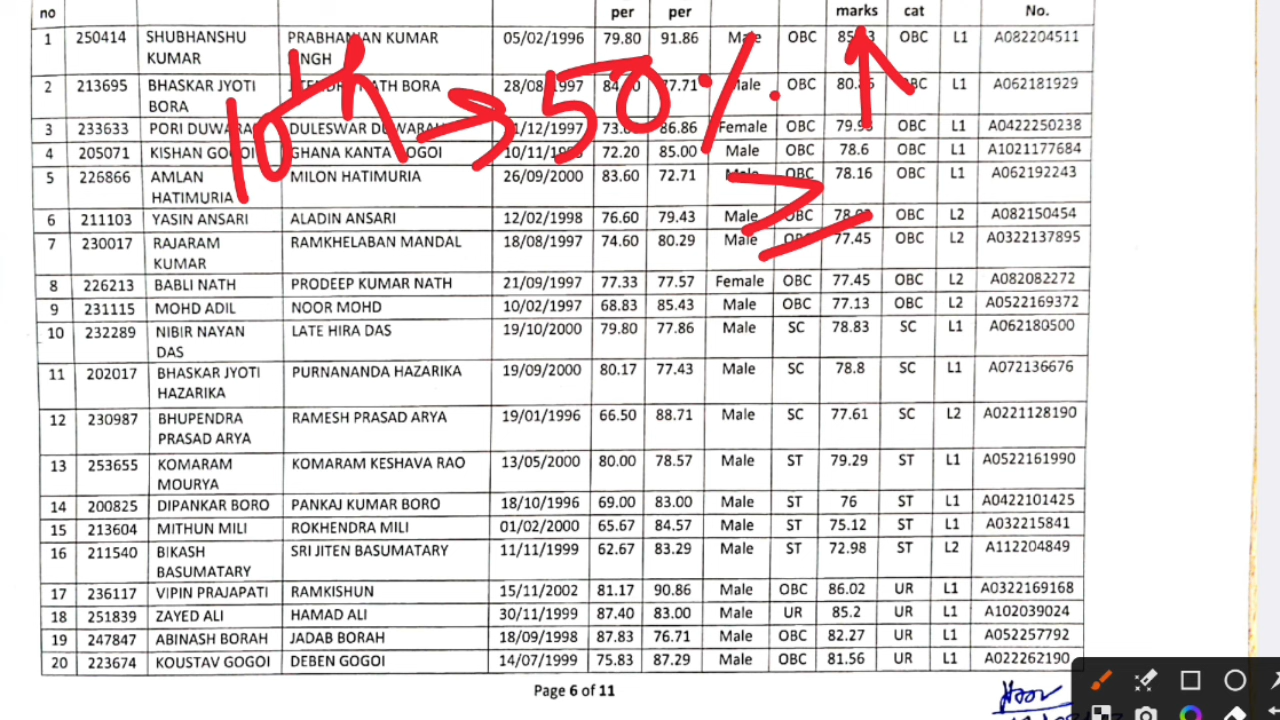 no per per marks cat No.
1 250414 SHUBHANSHU PRABHAN KUMAR 05/02/1996 79.80 91.86 Male OBC OBC L1 A082204511
KUMAR
2 213695 BHASKAR JYOTI BORA OBC L1 A062181929
BORA
10th → 50%. ↑
3 233633 PORI DULESWAR 86.86 Female OBC OBC L1 A0422250238
4 205071 KISHAN GHANA KANTA 72.20 85.00 Male OBC 78.6 OBC L1 A1021177684
5 226866 AMLAN MILON HATIMURIA 26/09/2000 83.60 72.71 Male OBC 78.16 OBC L1 A062192243
HATIMURIA
6 211103 YASIN ANSARI ALADIN ANSARI 12/02/1998 76.60 79.43 Male OBC OBC L2 A082150454
7 230017 RAJARAM RAMKHELABAN MANDAL 18/08/1997 74.60 80.29 Male OBC 77.45 OBC L2 A0322137895
KUMAR
8 226213 BABLI NATH PRODEEP KUMAR NATH 21/09/1997 77.33 77.57 Female OBC 77.45 OBC L2 A082082272
9 231115 MOHD ADIL NOOR MOHD 10/02/1997 68.83 85.43 Male OBC 77.13 OBC L2 A0522169372
10 232289 NIBIR NAYAN LATE HIRA DAS 19/10/2000 79.80 77.86 Male SC 78.83 SC L1 A062180500
DAS
11 202017 BHASKAR JYOTI PURNANANDA HAZARIKA 19/09/2000 80.17 77.43 Male SC 78.8 SC L1 A072136676
HAZARIKA
12 230987 BHUPENDRA RAMESH PRASAD ARYA 19/01/1996 66.50 88.71 Male SC 77.61 SC L2 A0221128190
PRASAD ARYA
13 253655 KOMARAM KOMARAM KESHAVA RAO 13/05/2000 80.00 78.57 Male ST 79.29 ST L1 A0522161990
MOURYA
14 200825 DIPANKAR BORO PANKAJ KUMAR BORO 18/10/1996 69.00 83.00 Male ST 76 ST L1 A0422101425
15 213604 MITHUN MILI ROKHENDRA MILI 01/02/2000 65.67 84.57 Male ST 75.12 ST L1 A032215841
16 211540 BIKASH SRI JITEN BASUMATARY 11/11/1999 62.67 83.29 Male ST 72.98 ST L2 A112204849
BASUMATARY
17 236117 VIPIN PRAJAPATI RAMKISHUN 15/11/2002 81.17 90.86 Male OBC 86.02 UR L1 A0322169168
18 251839 ZAYED ALI HAMAD ALI 30/11/1999 87.40 83.00 Male UR 85.2 UR L1 A102039024
19 247847 ABINASH BORAH JADAB BORAH 18/09/1998 87.83 76.71 Male OBC 82.27 UR L1 A052257792
20 223674 KOUSTAV GOGOI DEBEN GOGOI 14/07/1999 75.83 87.29 Male OBC 81.56 UR L1 A022262190
Page 6 of 11